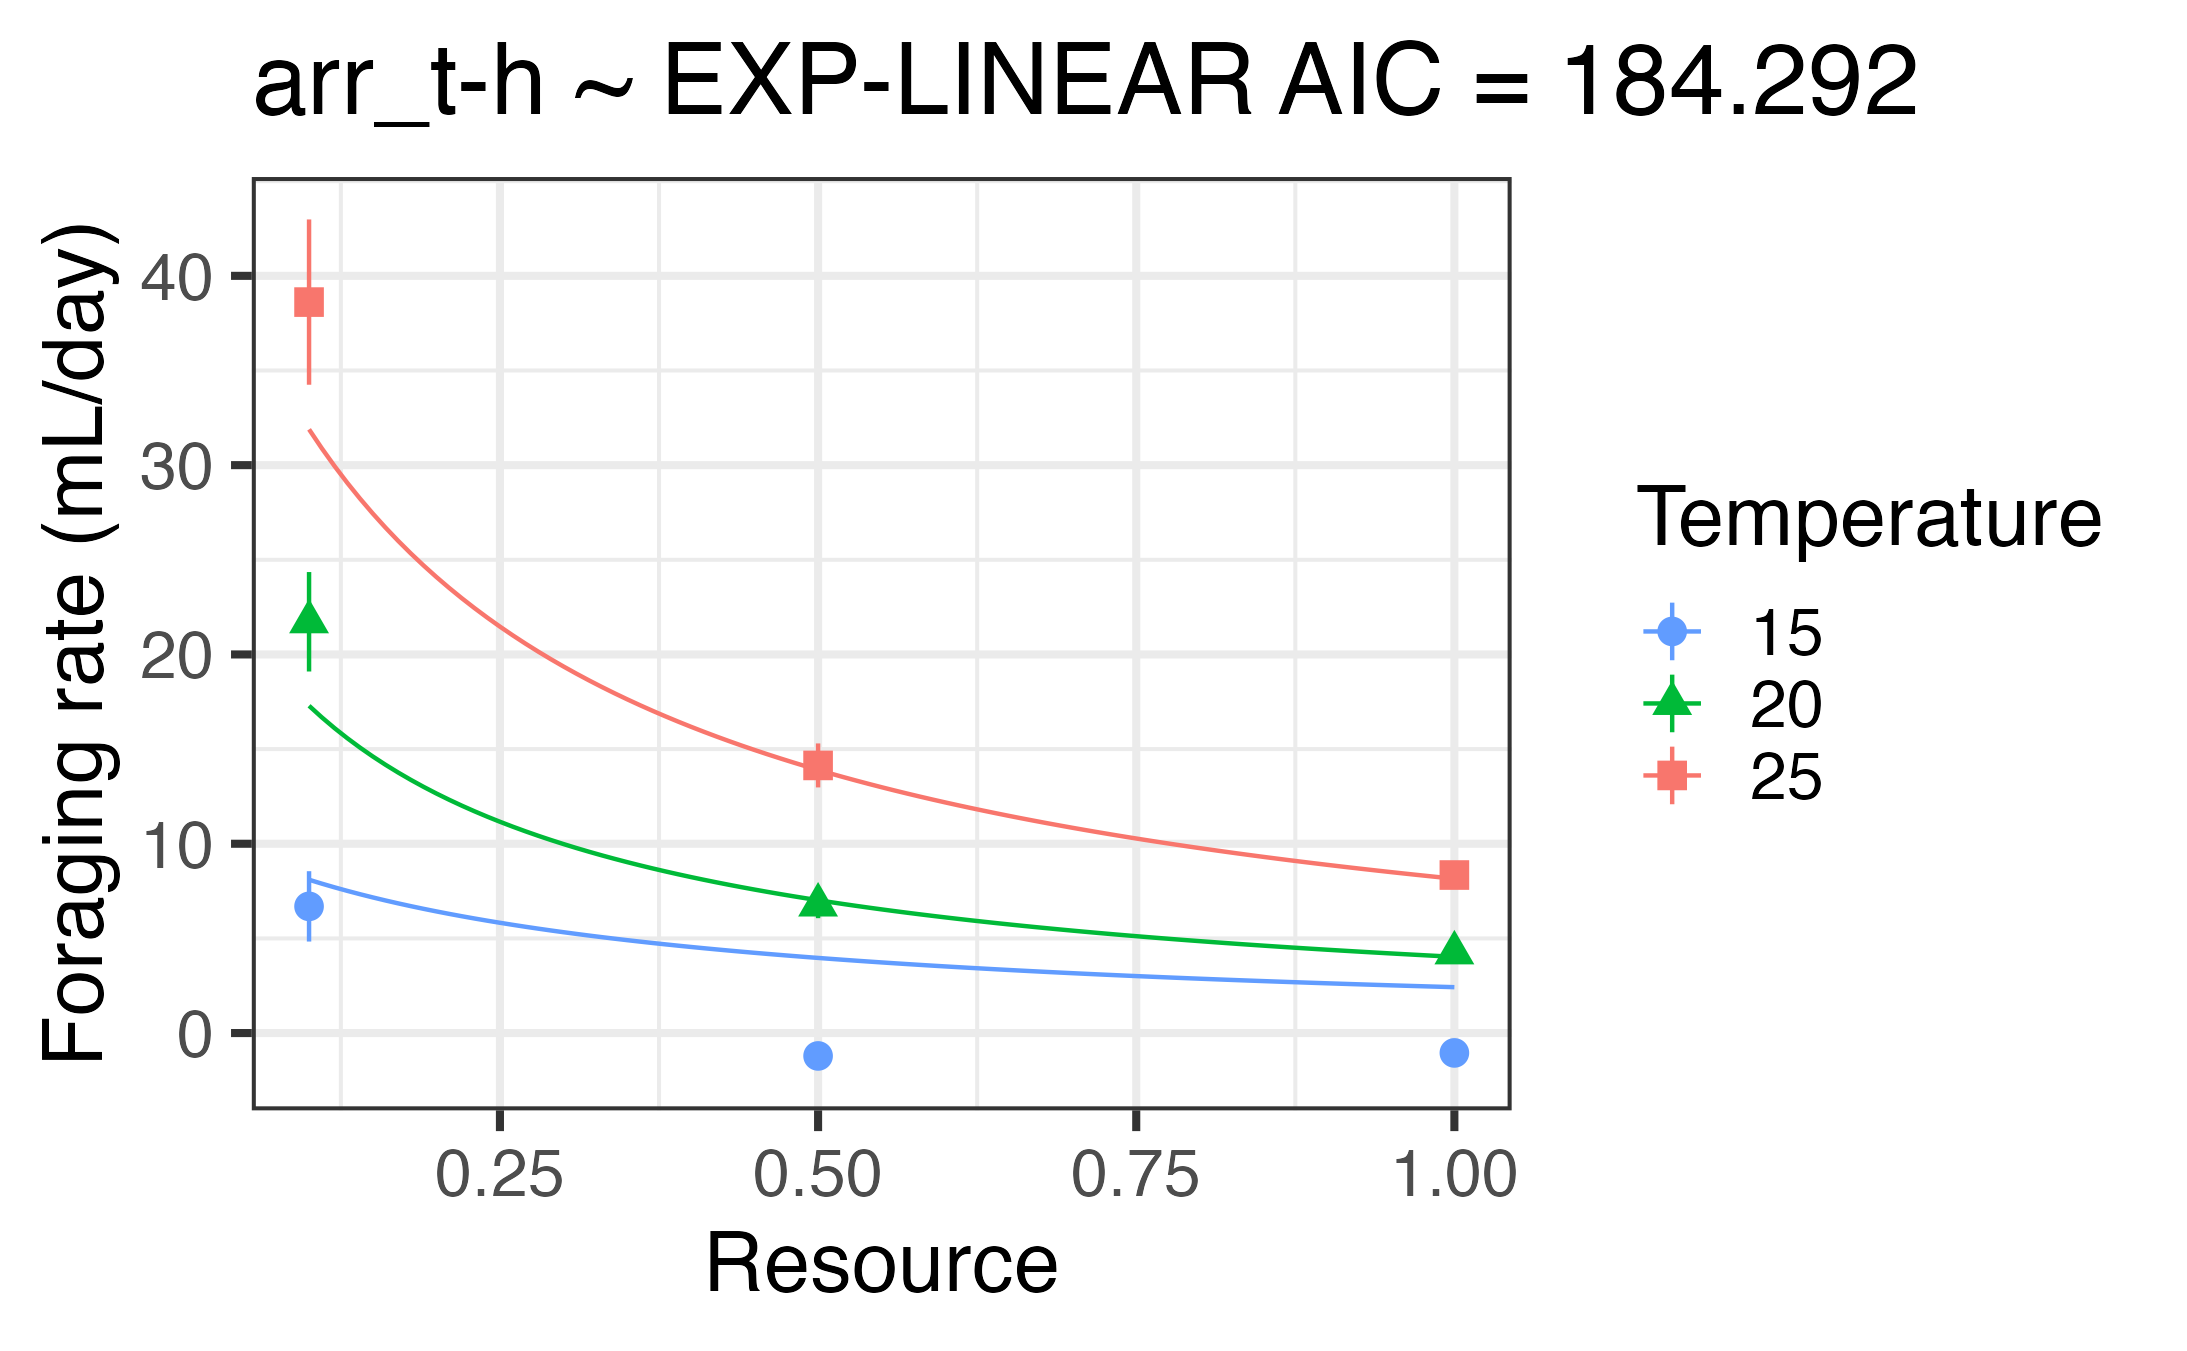 arr_t-h ~ EXP-LINEAR AIC = 184.292
Foraging rate (mL/day)
40
30
20
10
0
0.25 0.50 0.75 1.00
Resource
Temperature
15
20
25